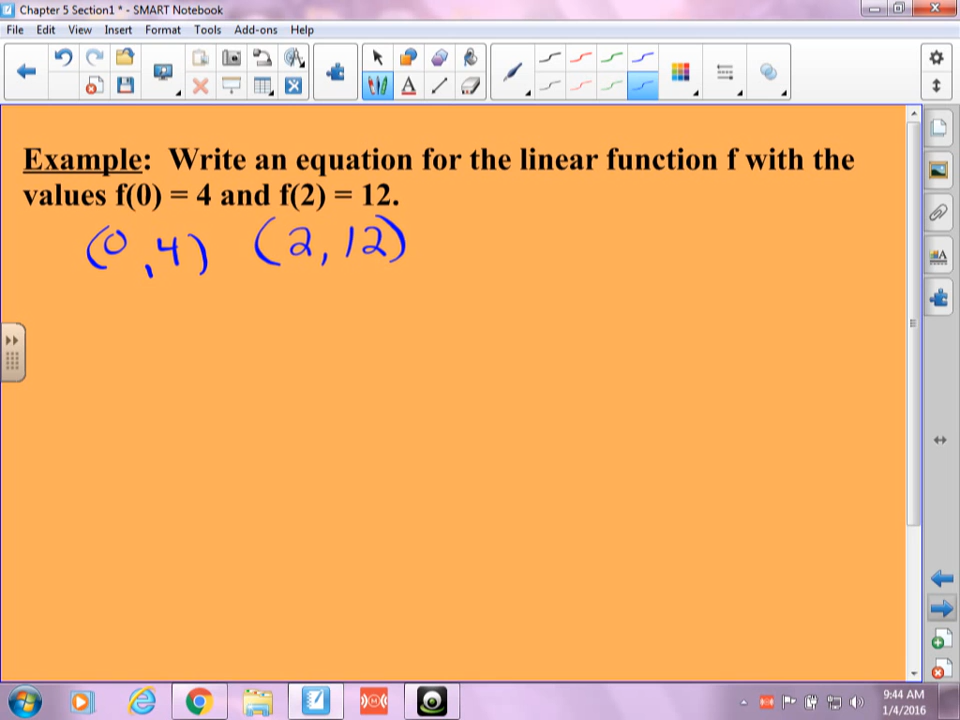 Chapter 5 Section1 * - SMART Notebook
File Edit View Insert Format Tools Add-ons Help
Example: Write an equation for the linear function f with the
values f(0) = 4 and f(2) = 12.
(0,4) (2,12)
9:44 AM
1/4/2016